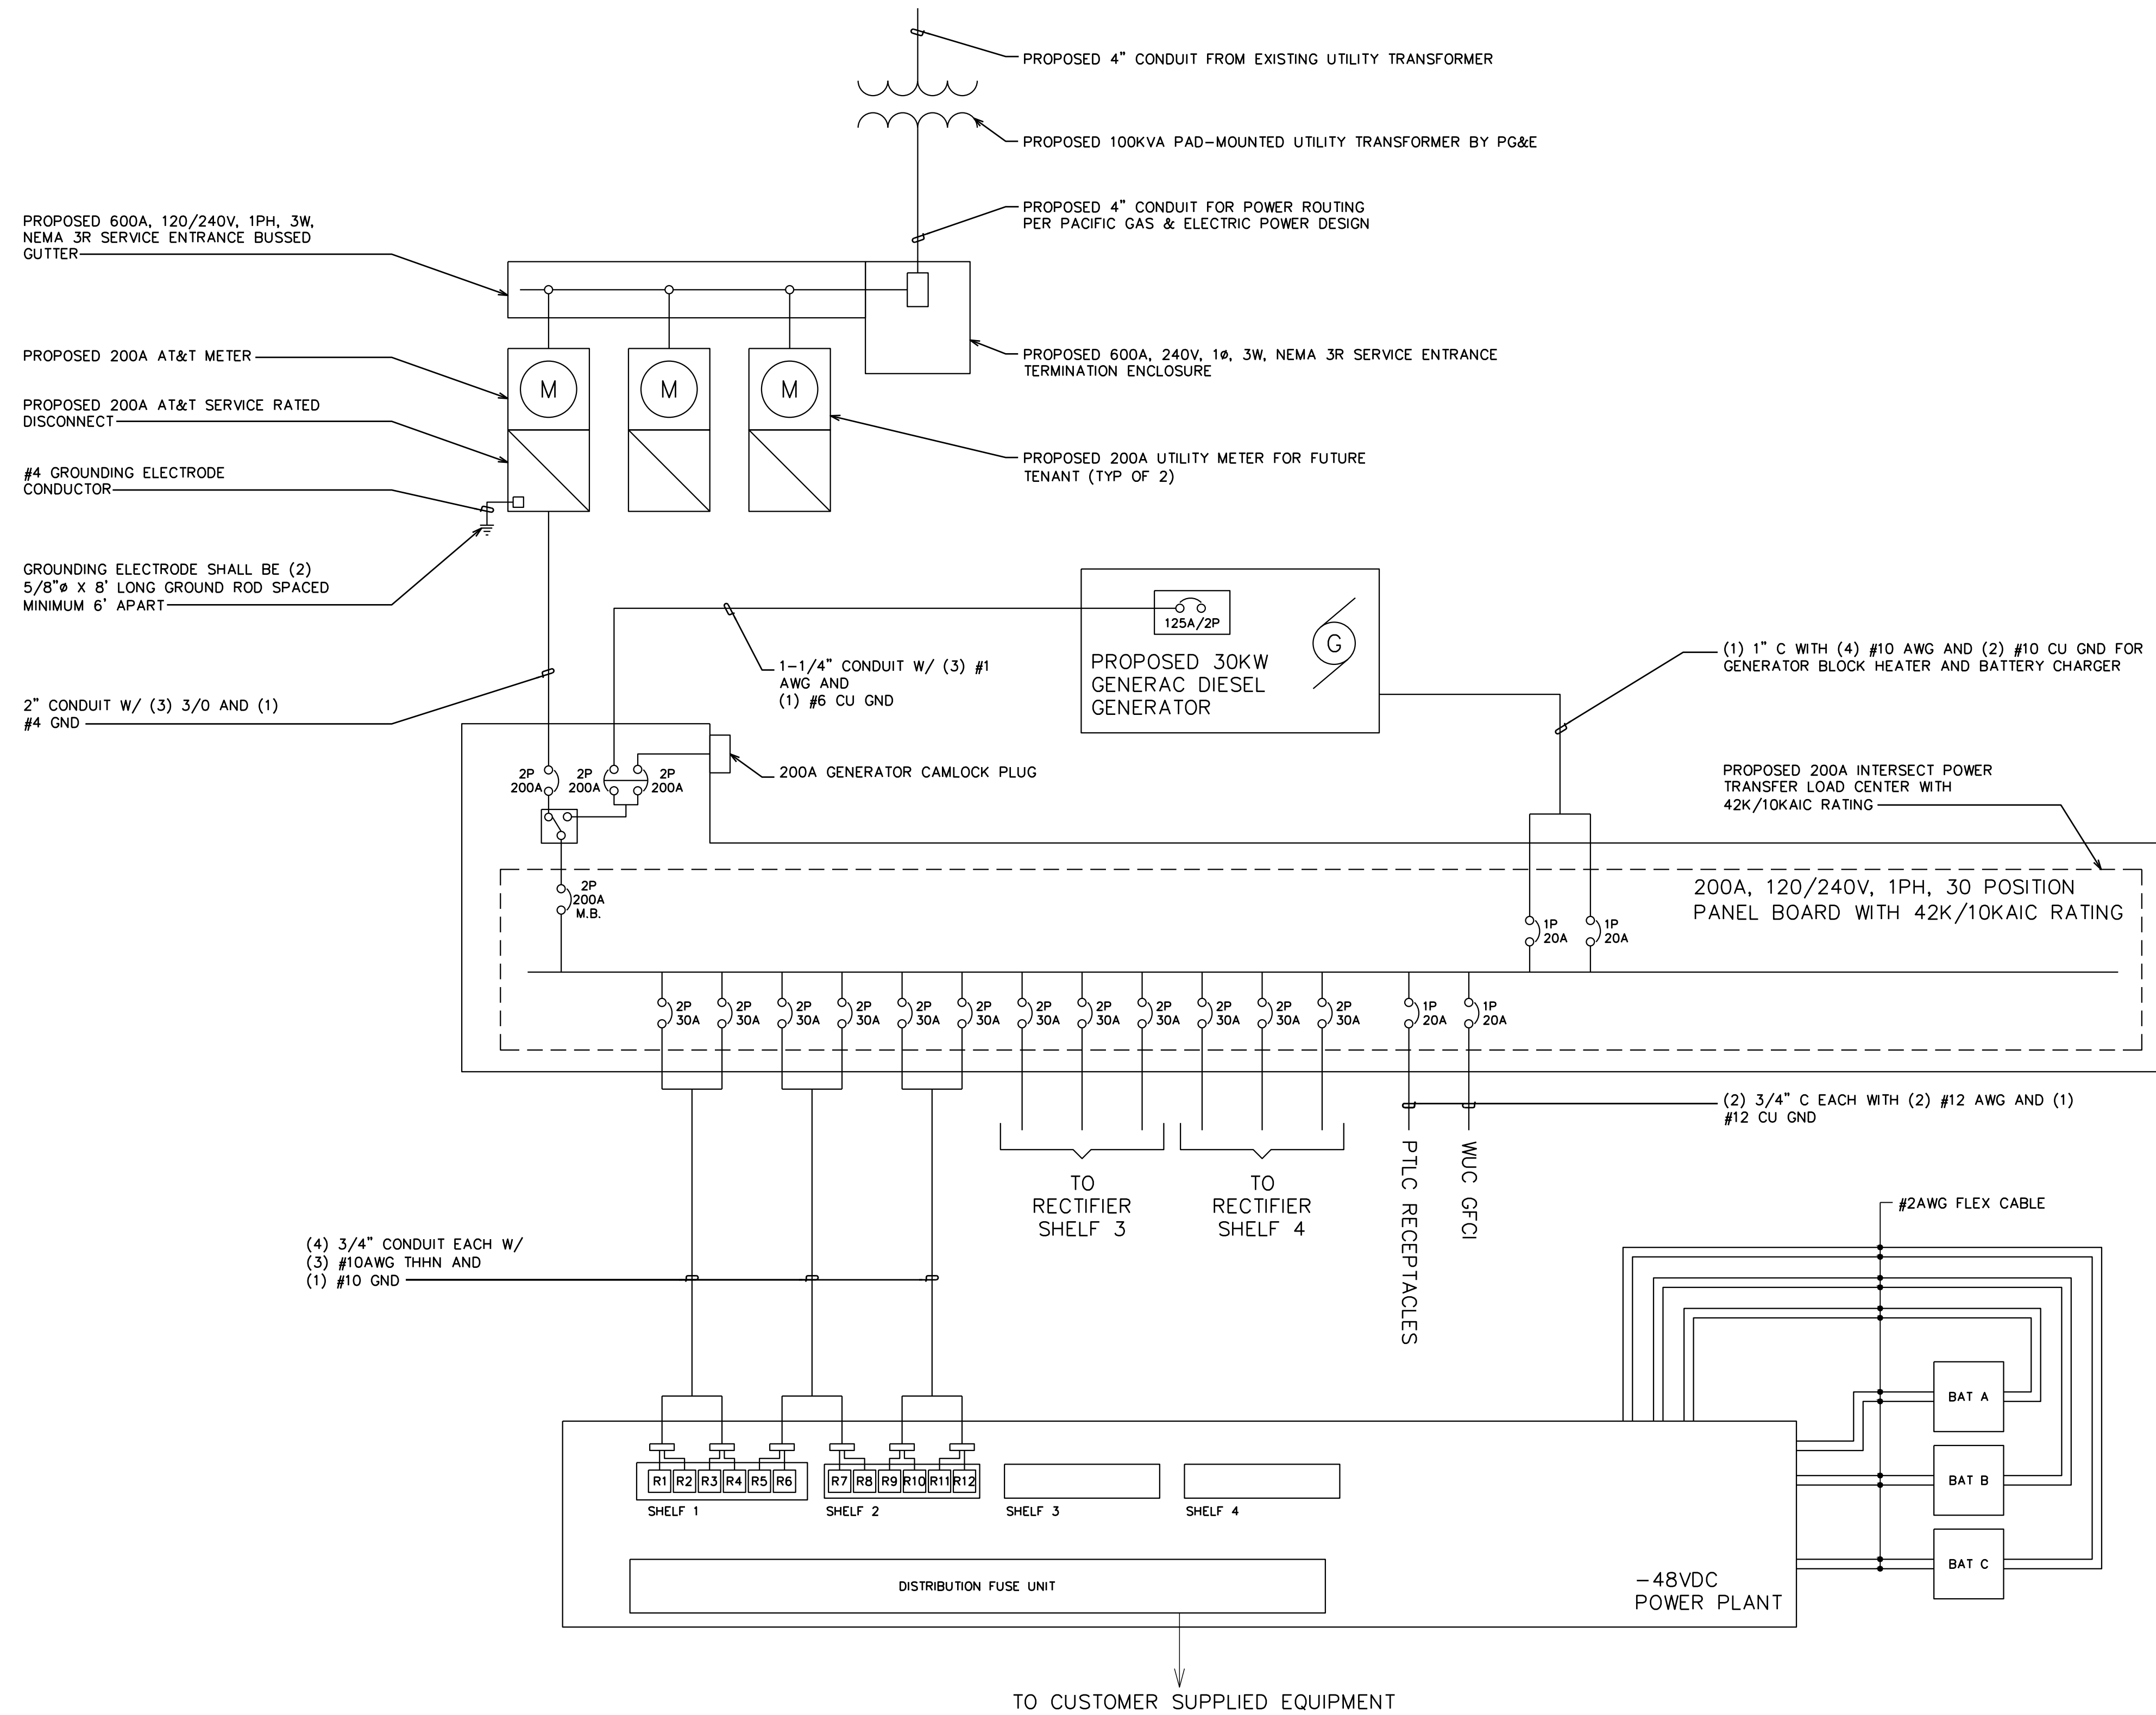 PROPOSED 4" CONDUIT FROM EXISTING UTILITY TRANSFORMER
PROPOSED 100KVA PAD-MOUNTED UTILITY TRANSFORMER BY PG&E
PROPOSED 4" CONDUIT FOR POWER ROUTING
PER PACIFIC GAS & ELECTRIC POWER DESIGN
PROPOSED 600A, 120/240V, 1PH, 3W,
NEMA 3R SERVICE ENTRANCE BUSSED
GUTTER
PROPOSED 200A AT&T METER
PROPOSED 600A, 240V, 1ø, 3W, NEMA 3R SERVICE ENTRANCE
TERMINATION ENCLOSURE
M
M
M
PROPOSED 200A AT&T SERVICE RATED
DISCONNECT
PROPOSED 200A UTILITY METER FOR FUTURE
TENANT (TYP OF 2)
#4 GROUNDING ELECTRODE
CONDUCTOR
GROUNDING ELECTRODE SHALL BE (2)
5/8"ø X 8' LONG GROUND ROD SPACED
MINIMUM 6' APART
2" CONDUIT W/ (3) 3/0 AND (1)
#4 GND
1-1/4" CONDUIT W/ (3) #1
AWG AND
(1) #6 CU GND
125A/2P
G
PROPOSED 30KW
GENERAC DIESEL
GENERATOR
(1) 1" C WITH (4) #10 AWG AND (2) #10 CU GND FOR
GENERATOR BLOCK HEATER AND BATTERY CHARGER
200A GENERATOR CAMLOCK PLUG
PROPOSED 200A INTERSECT POWER
TRANSFER LOAD CENTER WITH
42K/10KAIC RATING
2P
200A
2P
200A
2P
200A
2P
200A
M.B.
200A, 120/240V, 1PH, 30 POSITION
PANEL BOARD WITH 42K/10KAIC RATING
1P
20A
1P
20A
2P
30A
2P
30A
2P
30A
2P
30A
2P
30A
2P
30A
2P
30A
2P
30A
2P
30A
2P
30A
2P
30A
2P
30A
1P
20A
1P
20A
(2) 3/4" C EACH WITH (2) #12 AWG AND (1)
#12 CU GND
TO
RECTIFIER
SHELF 3
TO
RECTIFIER
SHELF 4
PTLC RECEPTACLES
WUC GFCI
#2AWG FLEX CABLE
(4) 3/4" CONDUIT EACH W/
(3) #10AWG THHN AND
(1) #10 GND
BAT A
BAT B
BAT C
R1 R2 R3 R4 R5 R6
R7 R8 R9 R10 R11 R12
SHELF 1
SHELF 2
SHELF 3
SHELF 4
DISTRIBUTION FUSE UNIT
-48VDC
POWER PLANT
TO CUSTOMER SUPPLIED EQUIPMENT